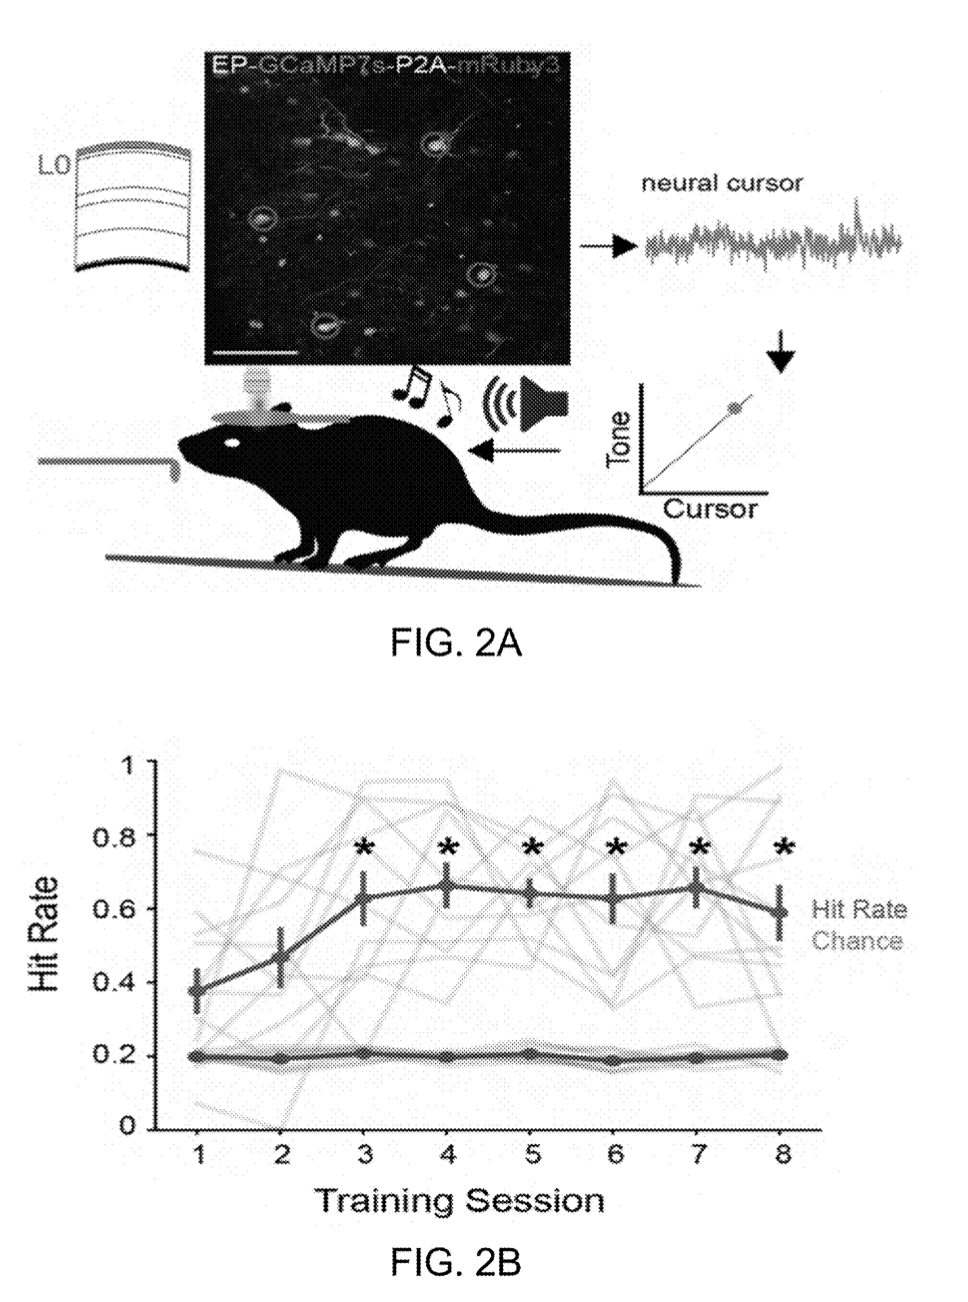 EP-GCaMP7s-P2A-mRuby3
L0
neural cursor
Tone
Cursor
FIG. 2A
1
0.8
0.6
0.4
0.2
0
Hit Rate
* * * * * *
Hit Rate
Chance
1 2 3 4 5 6 7 8
Training Session
FIG. 2B